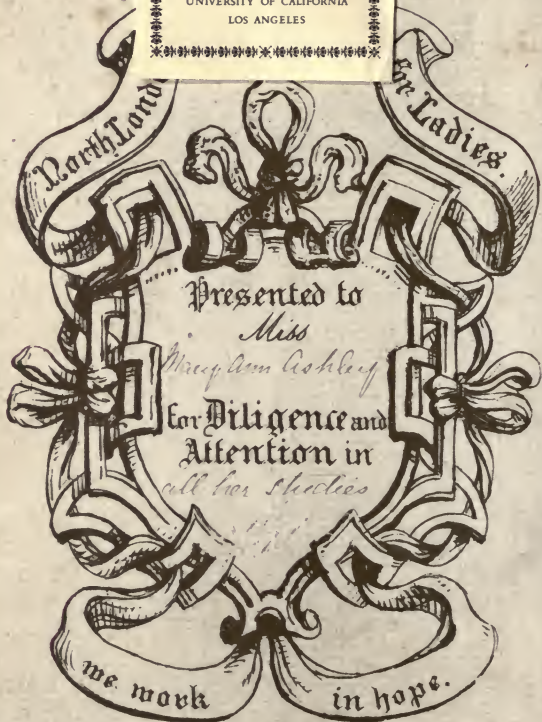 UNIVERSITY OF CALIFORNIA
LOS ANGELES
North Lond
for Ladies.
Presented to
Miss
Mary Ann Ashley
for Diligence and
Attention in
all her studies
we work
in hope.